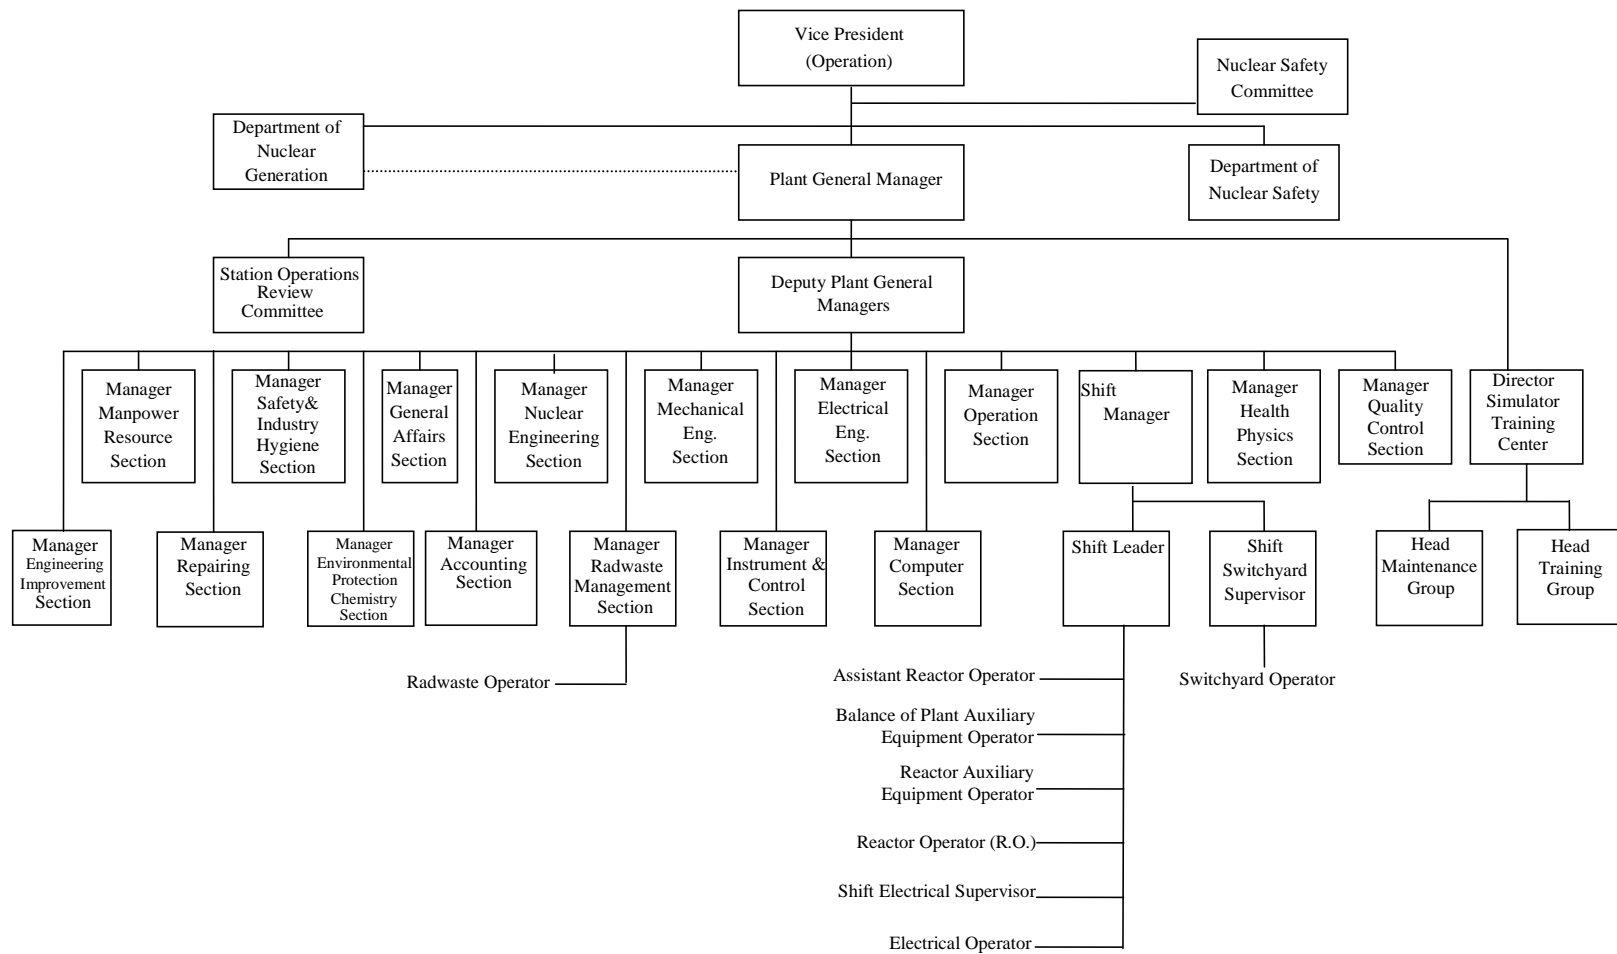 Vice President
(Operation)
Nuclear Safety
Committee
Department of
Nuclear
Generation
Plant General Manager
Department of
Nuclear Safety
Station Operations
Review
Committee
Deputy Plant General
Managers
Manager
Manpower
Resource
Section
Manager
Safety&
Industry
Hygiene
Section
Manager
General
Affairs
Section
Manager
Nuclear
Engineering
Section
Manager
Mechanical
Eng.
Section
Manager
Electrical
Eng.
Section
Manager
Operation
Section
Shift
Manager
Manager
Health
Physics
Section
Manager
Quality
Control
Section
Director
Simulator
Training
Center
Manager
Engineering
Improvement
Section
Manager
Repairing
Section
Manager
Environmental
Protection
Chemistry
Section
Manager
Accounting
Section
Manager
Radwaste
Management
Section
Manager
Instrument &
Control
Section
Manager
Computer
Section
Shift Leader
Shift
Switchyard
Supervisor
Head
Maintenance
Group
Head
Training
Group
Radwaste Operator
Assistant Reactor Operator
Switchyard Operator
Balance of Plant Auxiliary
Equipment Operator
Reactor Auxiliary
Equipment Operator
Reactor Operator (R.O.)
Shift Electrical Supervisor
Electrical Operator